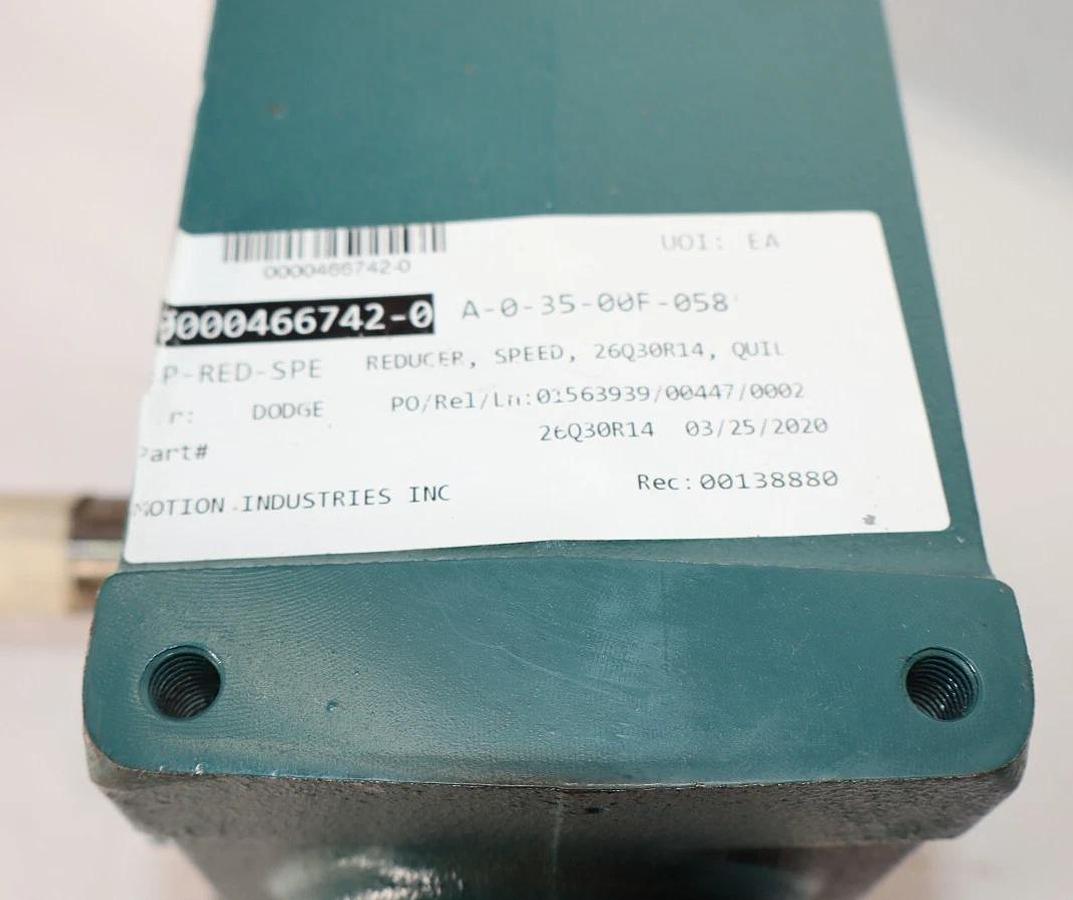 UOI: EA
0000466742-0
0000466742-0 A-0-35-00F-058
P-RED-SPE REDUCER, SPEED, 26Q30R14, QUIL
r: DODGE PO/Rel/Ln:01563939/00447/0002
Part# 26Q30R14 03/25/2020
MOTION INDUSTRIES INC Rec:00138880